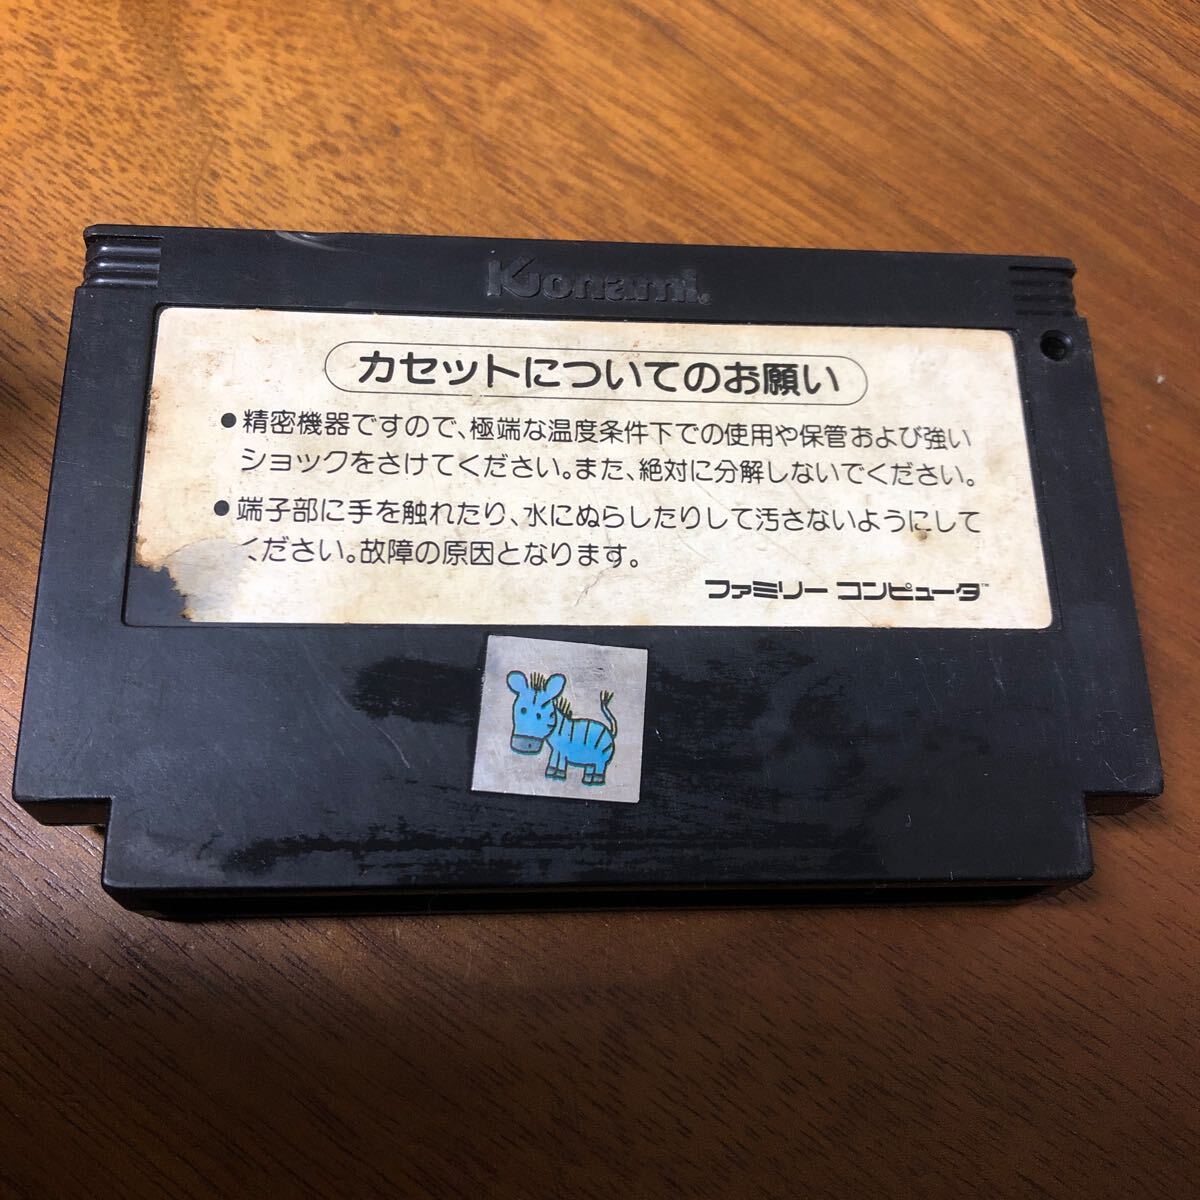 Konami
カセットについてのお願い
●精密機器ですので、極端な温度条件下での使用や保管および強い
ショックをさけてください。また、絶対に分解しないでください。
●端子部に手を触れたり、水にぬらしたりして汚さないようにして
ください。故障の原因となります。
ファミリー コンピュータ™